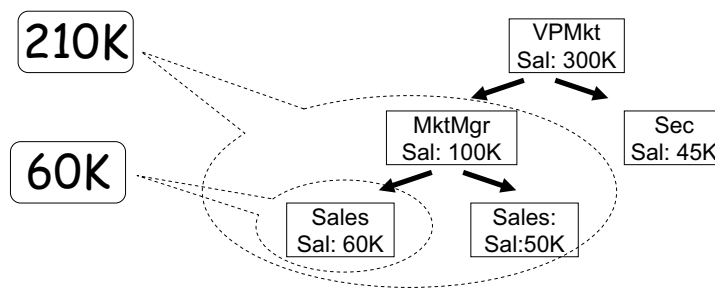 210K
VPMkt
Sal: 300K
MktMgr
Sal: 100K
Sec
Sal: 45K
60K
Sales
Sal: 60K
Sales:
Sal:50K